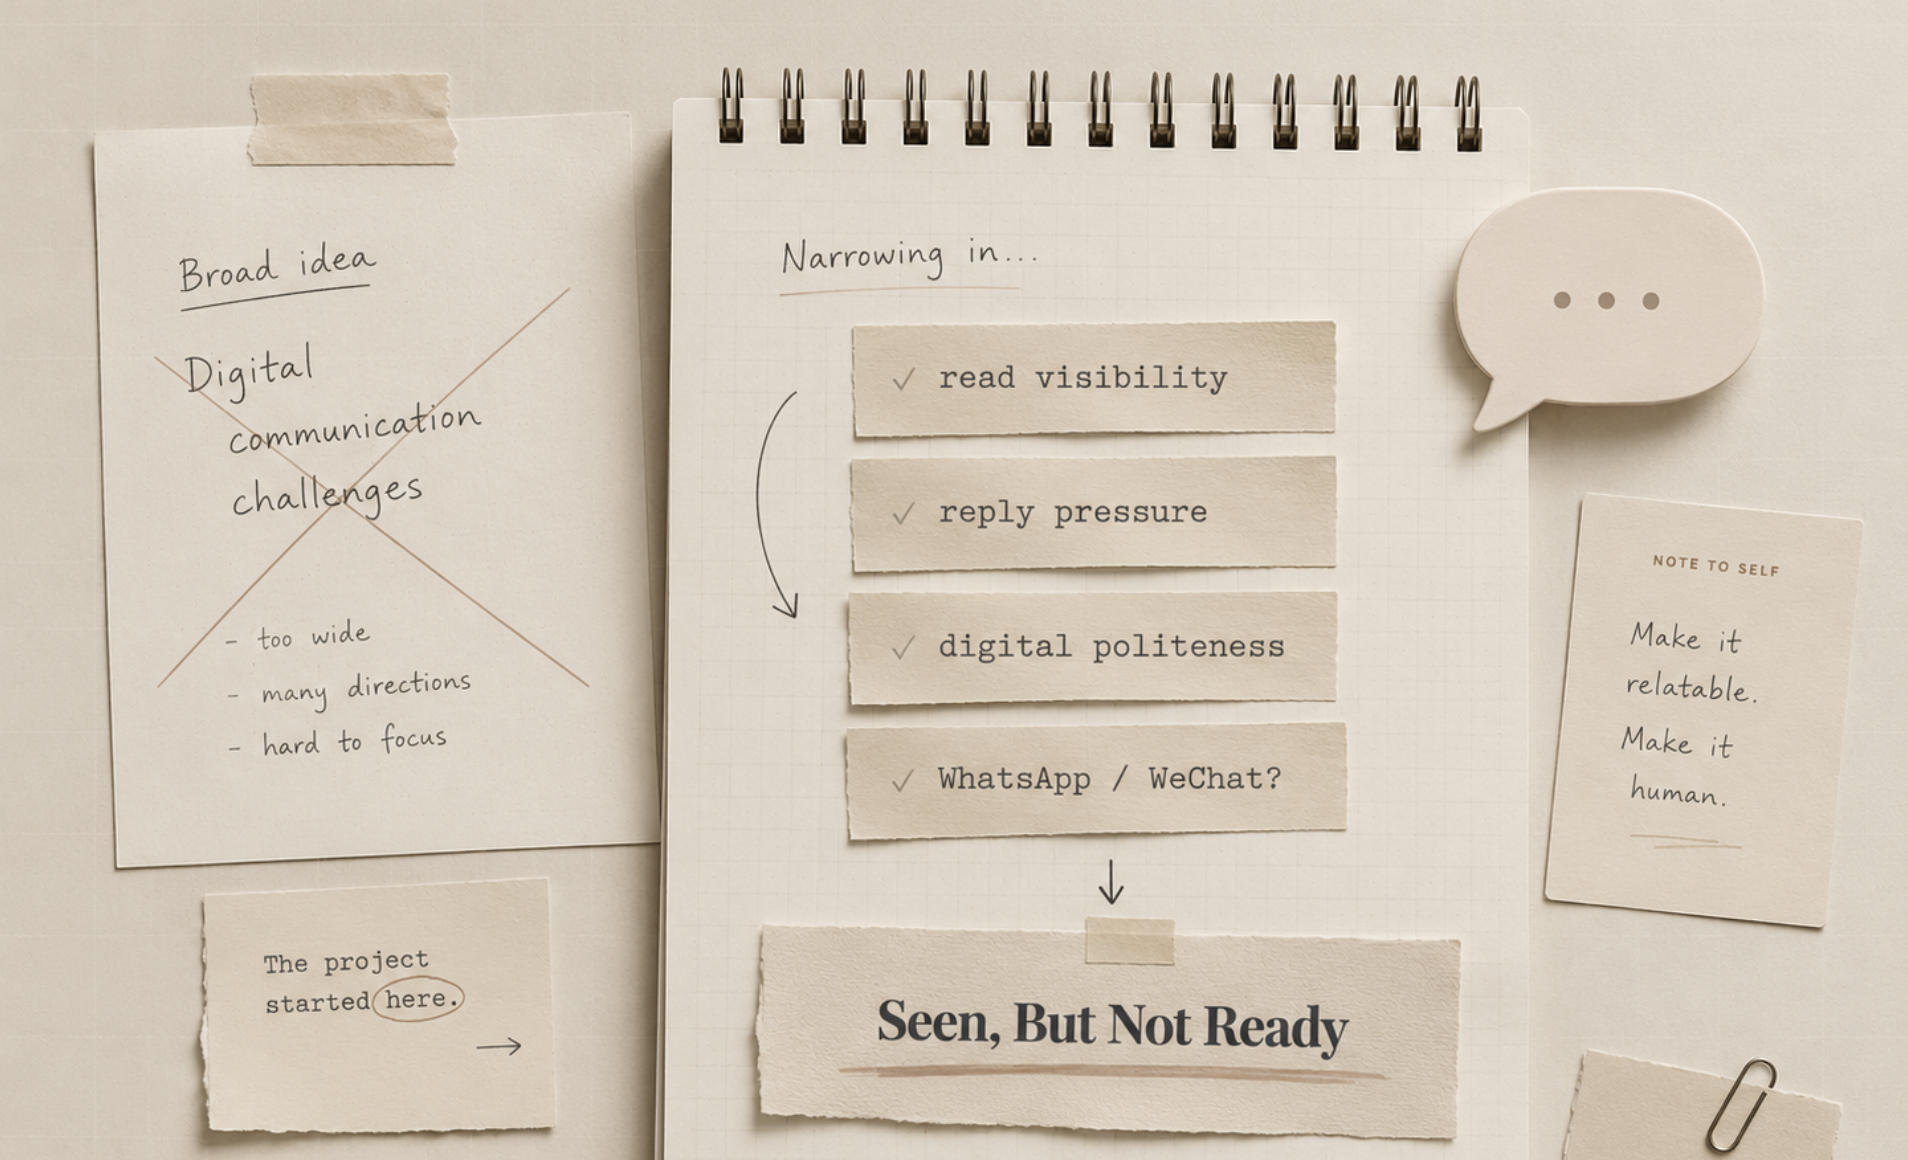 Broad idea
Digital
communication
challenges
- too wide
- many directions
- hard to focus
The project
started here.
Narrowing in...
✓ read visibility
✓ reply pressure
✓ digital politeness
✓ WhatsApp / WeChat?
Seen, But Not Ready
NOTE TO SELF
Make it
relatable.
Make it
human.